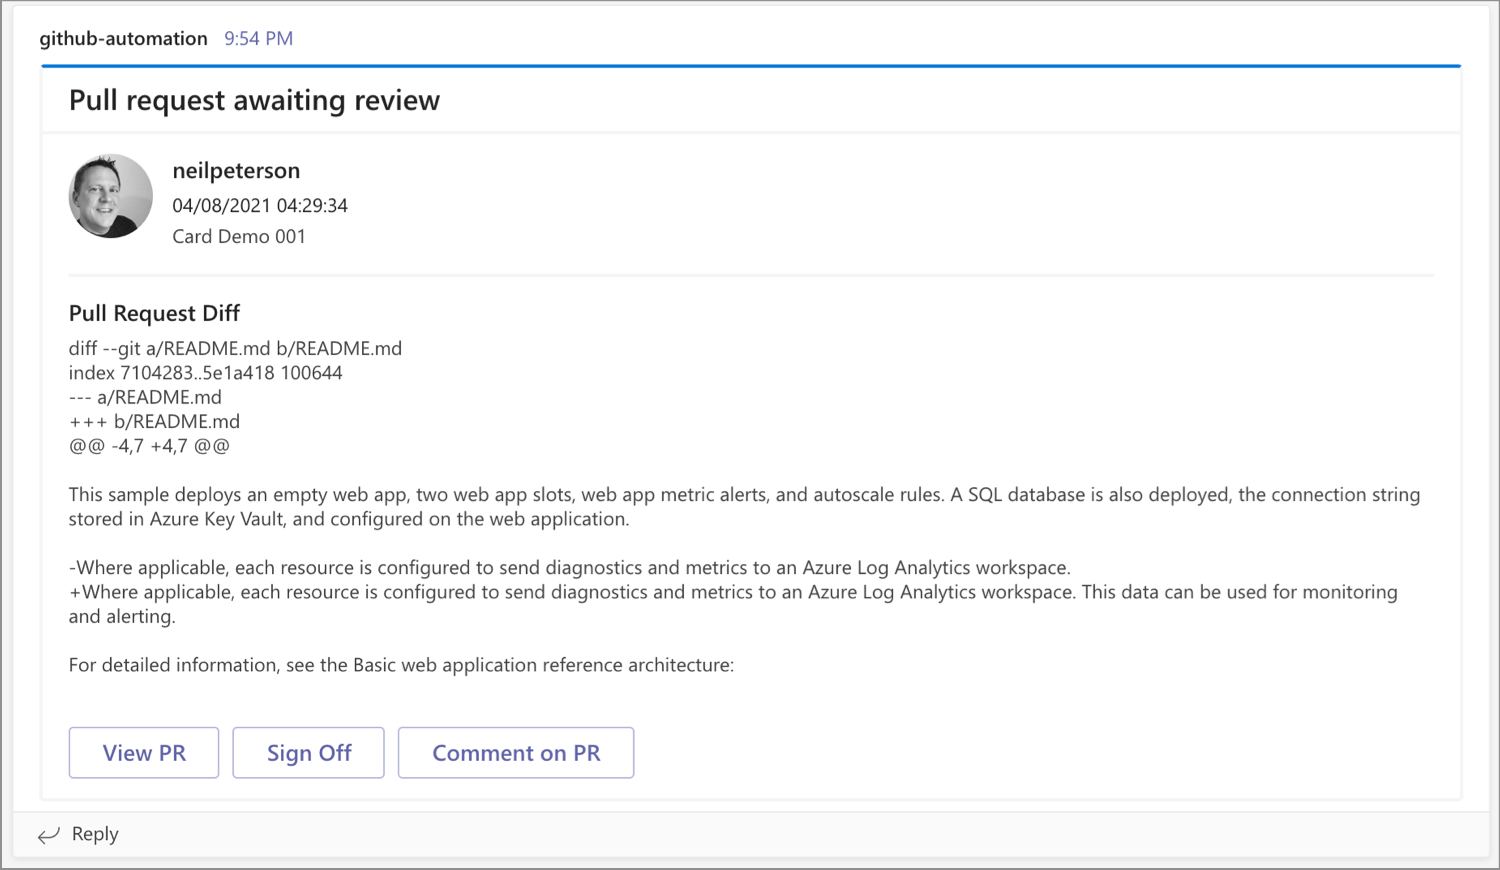 github-automation 9:54 PM
Pull request awaiting review
neilpeterson
04/08/2021 04:29:34
Card Demo 001
Pull Request Diff
diff --git a/README.md b/README.md
index 7104283..5e1a418 100644
--- a/README.md
+++ b/README.md
@@ -4,7 +4,7 @@
This sample deploys an empty web app, two web app slots, web app metric alerts, and autoscale rules. A SQL database is also deployed, the connection string
stored in Azure Key Vault, and configured on the web application.
-Where applicable, each resource is configured to send diagnostics and metrics to an Azure Log Analytics workspace.
+Where applicable, each resource is configured to send diagnostics and metrics to an Azure Log Analytics workspace. This data can be used for monitoring
and alerting.
For detailed information, see the Basic web application reference architecture:
View PR Sign Off Comment on PR
Reply